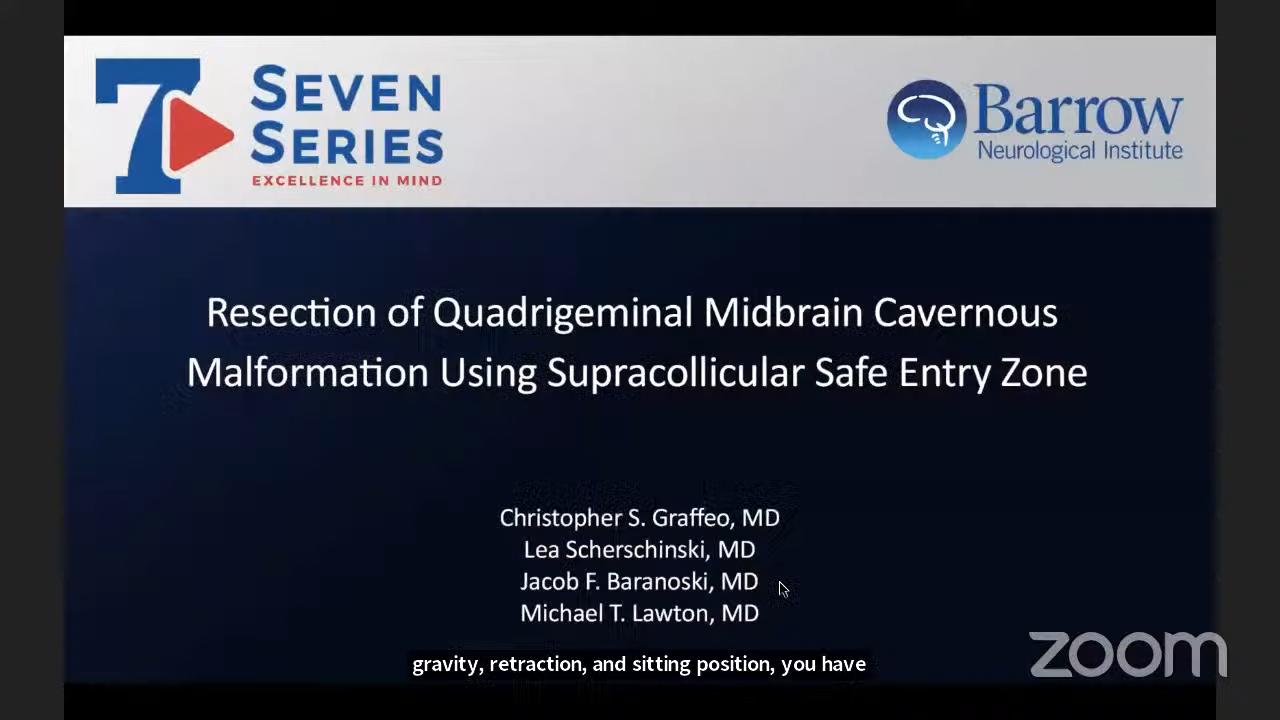 7 SEVEN
SERIES
EXCELLENCE IN MIND
Barrow
Neurological Institute
Resection of Quadrigeminal Midbrain Cavernous
Malformation Using Supracollicular Safe Entry Zone
Christopher S. Graffeo, MD
Lea Scherschinski, MD
Jacob F. Baranoski, MD
Michael T. Lawton, MD
gravity, retraction, and sitting position, you have
zoom